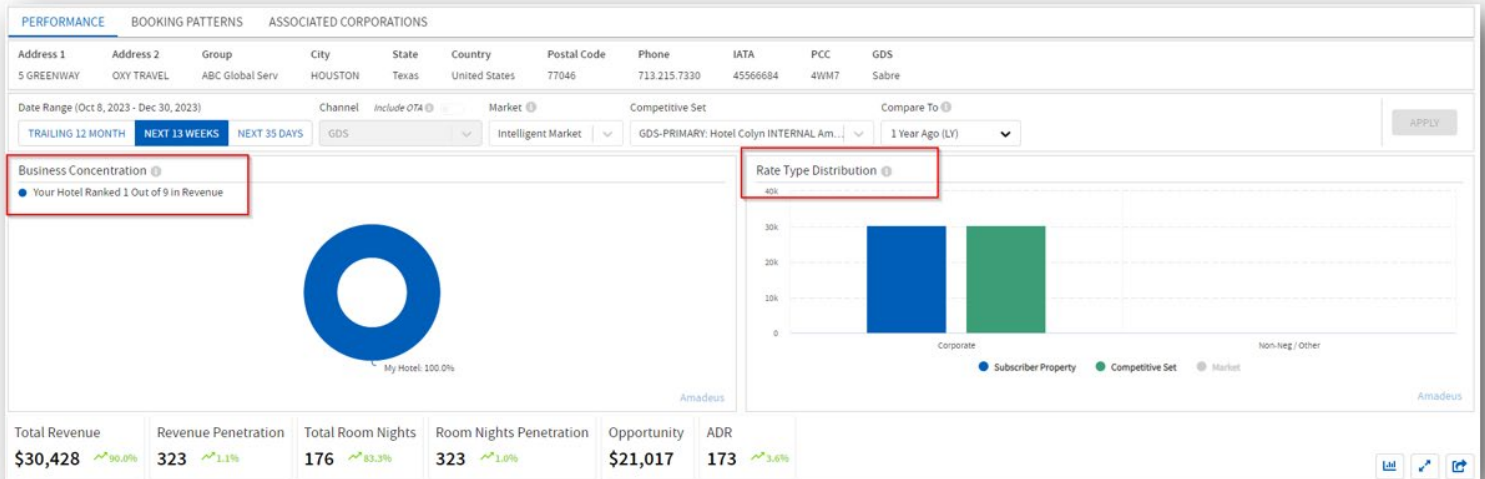 PERFORMANCE BOOKING PATTERNS ASSOCIATED CORPORATIONS
Address 1 Address 2 Group City State Country Postal Code Phone IATA PCC GDS
5 GREENWAY OXY TRAVEL ABC Global Serv HOUSTON Texas United States 77046 713.215.7330 45566684 4WM7 Sabre
Date Range (Oct 8, 2023 - Dec 30, 2023) Channel Include OTA Market Competitive Set Compare To
TRAILING 12 MONTH NEXT 13 WEEKS NEXT 35 DAYS GDS Intelligent Market GDS-PRIMARY: Hotel Colyn INTERNAL Am... 1 Year Ago (LY) APPLY
Business Concentration
Your Hotel Ranked 1 Out of 9 in Revenue
My Hotel: 100.0%
Amadeus
Rate Type Distribution
40k
30k
20k
10k
0
Corporate Non-Neg / Other
Subscriber Property Competitive Set Market
Amadeus
Total Revenue Revenue Penetration Total Room Nights Room Nights Penetration Opportunity ADR
$30,428 90.0% 323 1.1% 176 83.3% 323 1.0% $21,017 173 3.6%